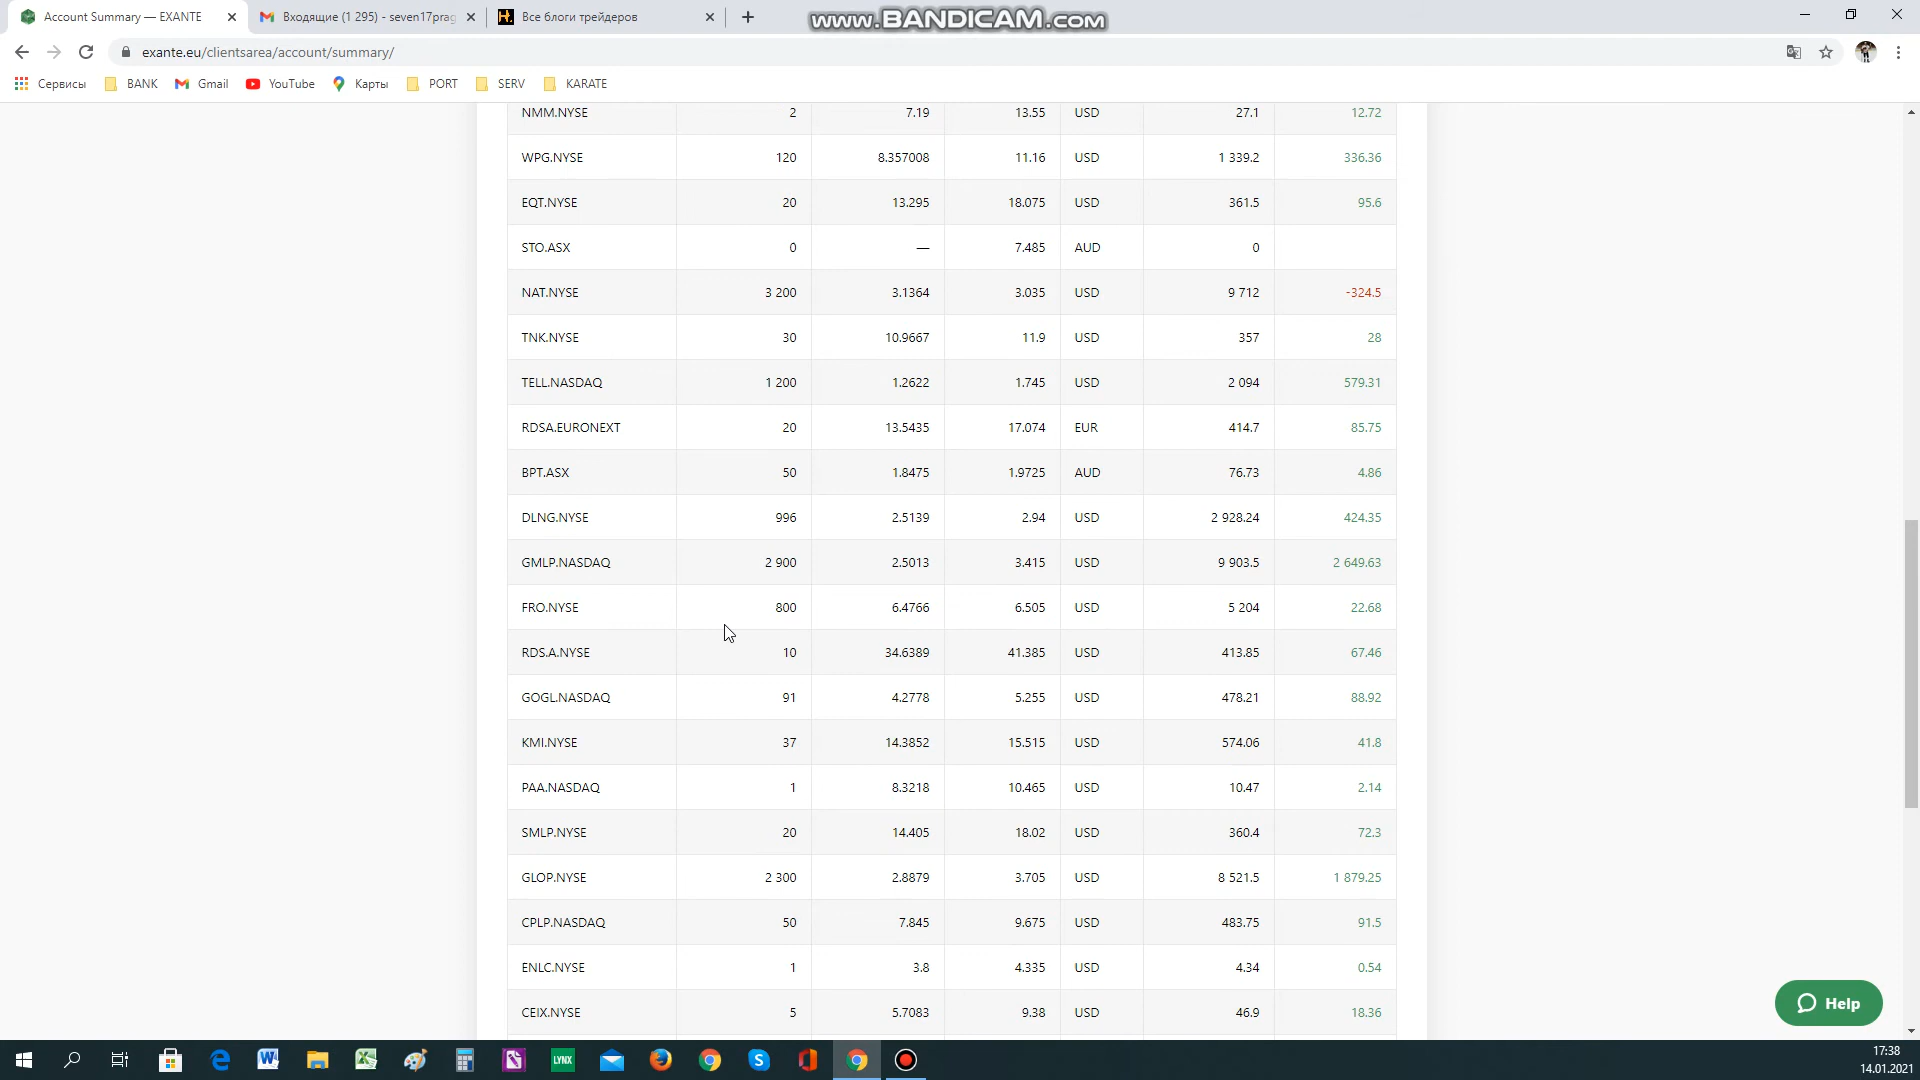 Account Summary — EXANTE
Входящие (1 295) - seven17prag
Все блоги трейдеров
www.BANDICAM.com
exante.eu/clientsarea/account/summary/
Сервисы BANK Gmail YouTube Карты PORT SERV KARATE
NMM.NYSE 2 7.19 13.55 USD 27.1 12.72
WPG.NYSE 120 8.357008 11.16 USD 1 339.2 336.36
EQT.NYSE 20 13.295 18.075 USD 361.5 95.6
STO.ASX 0 — 7.485 AUD 0
NAT.NYSE 3 200 3.1364 3.035 USD 9 712 -324.5
TNK.NYSE 30 10.9667 11.9 USD 357 28
TELL.NASDAQ 1 200 1.2622 1.745 USD 2 094 579.31
RDSA.EURONEXT 20 13.5435 17.074 EUR 414.7 85.75
BPT.ASX 50 1.8475 1.9725 AUD 76.73 4.86
DLNG.NYSE 996 2.5139 2.94 USD 2 928.24 424.35
GMLP.NASDAQ 2 900 2.5013 3.415 USD 9 903.5 2 649.63
FRO.NYSE 800 6.4766 6.505 USD 5 204 22.68
RDS.A.NYSE 10 34.6389 41.385 USD 413.85 67.46
GOGL.NASDAQ 91 4.2778 5.255 USD 478.21 88.92
KMI.NYSE 37 14.3852 15.515 USD 574.06 41.8
PAA.NASDAQ 1 8.3218 10.465 USD 10.47 2.14
SMLP.NYSE 20 14.405 18.02 USD 360.4 72.3
GLOP.NYSE 2 300 2.8879 3.705 USD 8 521.5 1 879.25
CPLP.NASDAQ 50 7.845 9.675 USD 483.75 91.5
ENLC.NYSE 1 3.8 4.335 USD 4.34 0.54
CEIX.NYSE 5 5.7083 9.38 USD 46.9 18.36
Help
LYNX
17:38
14.01.2021